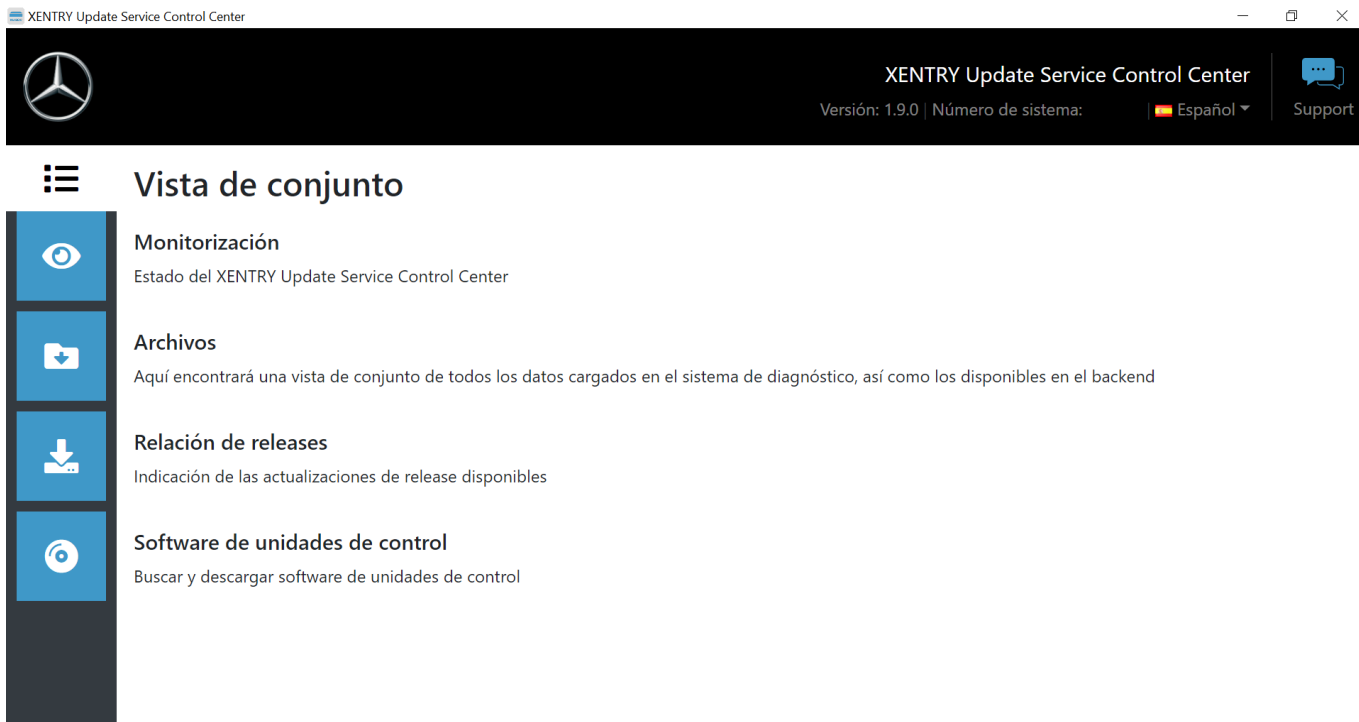 XENTRY Update Service Control Center
XENTRY Update Service Control Center
Versión: 1.9.0 | Número de sistema: | Español
Support
Vista de conjunto
Monitorización
Estado del XENTRY Update Service Control Center
Archivos
Aquí encontrará una vista de conjunto de todos los datos cargados en el sistema de diagnóstico, así como los disponibles en el backend
Relación de releases
Indicación de las actualizaciones de release disponibles
Software de unidades de control
Buscar y descargar software de unidades de control